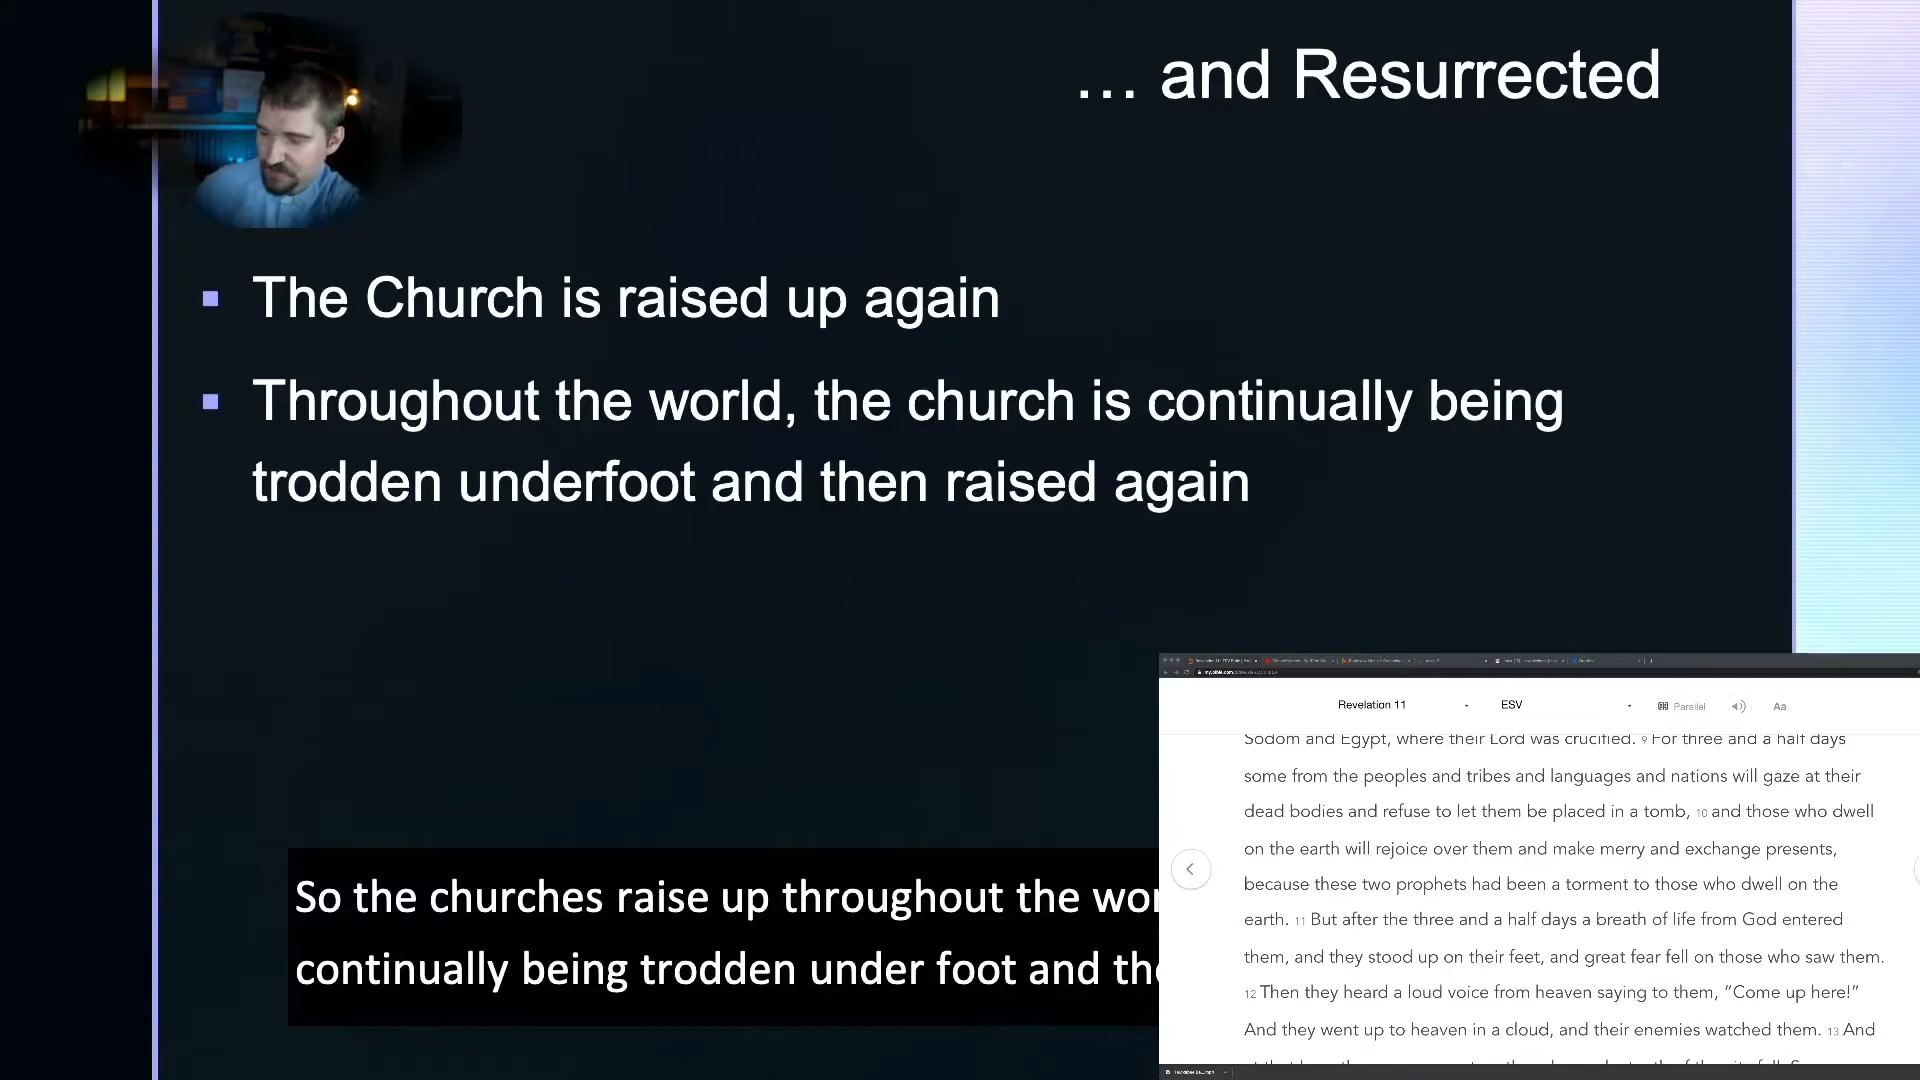 … and Resurrected
The Church is raised up again
Throughout the world, the church is continually being
trodden underfoot and then raised again
So the churches raise up throughout the wor
continually being trodden under foot and the
Revelation 11 ESV Parallel Aa
Sodom and Egypt, where their Lord was crucified. 9 For three and a half days
some from the peoples and tribes and languages and nations will gaze at their
dead bodies and refuse to let them be placed in a tomb, 10 and those who dwell
on the earth will rejoice over them and make merry and exchange presents,
because these two prophets had been a torment to those who dwell on the
earth. 11 But after the three and a half days a breath of life from God entered
them, and they stood up on their feet, and great fear fell on those who saw them.
12 Then they heard a loud voice from heaven saying to them, “Come up here!”
And they went up to heaven in a cloud, and their enemies watched them. 13 And